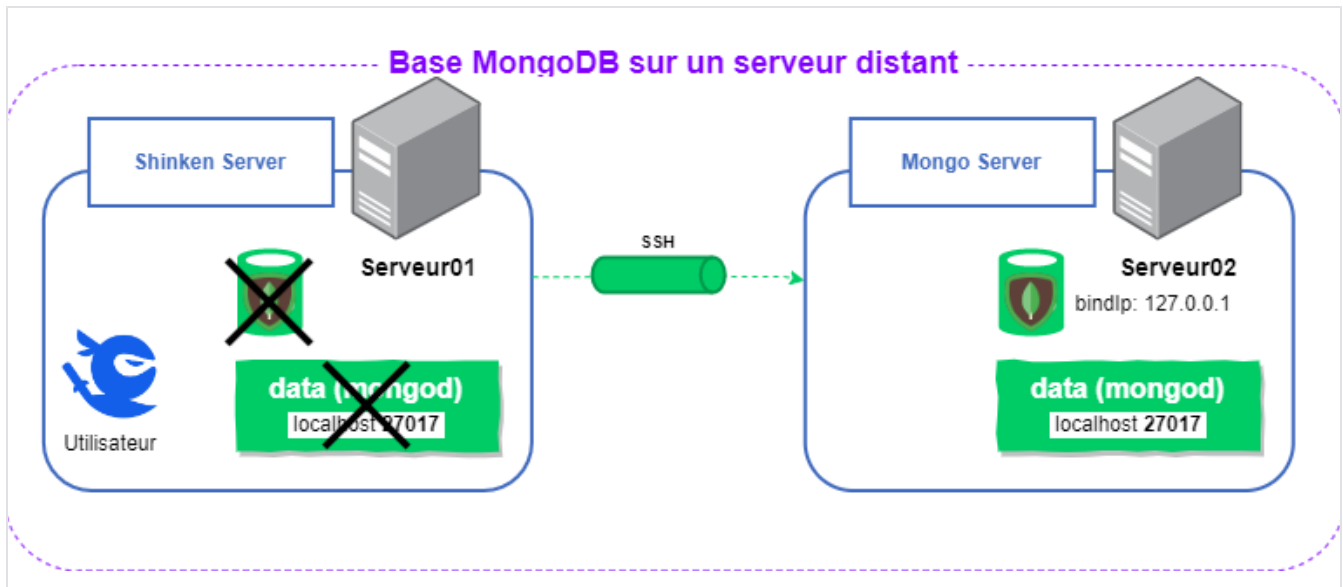 Base MongoDB sur un serveur distant
Shinken Server
Serveur01
data (mongod)
localhost 27017
Utilisateur
SSH
Mongo Server
Serveur02
bindIp: 127.0.0.1
data (mongod)
localhost 27017